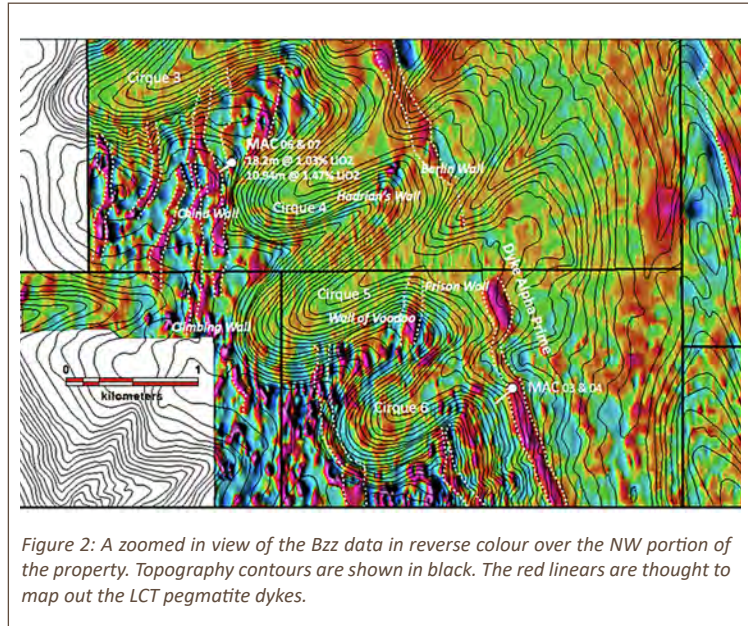 Cirque 3
MAC 06 & 07
18.2m @ 1.03% LiO2
10.94m @ 1.47% LiO2
Berlin Wall
Hadrian's Wall
China Wall
Cirque 4
Dyke Alpha Prime
Cirque 5
Prison Wall
Wall of Voodoo
Climbing Wall
0 1
kilometers
MAC 03 & 04
Cirque 6
Figure 2: A zoomed in view of the Bzz data in reverse colour over the NW portion of
the property. Topography contours are shown in black. The red linears are thought to
map out the LCT pegmatite dykes.